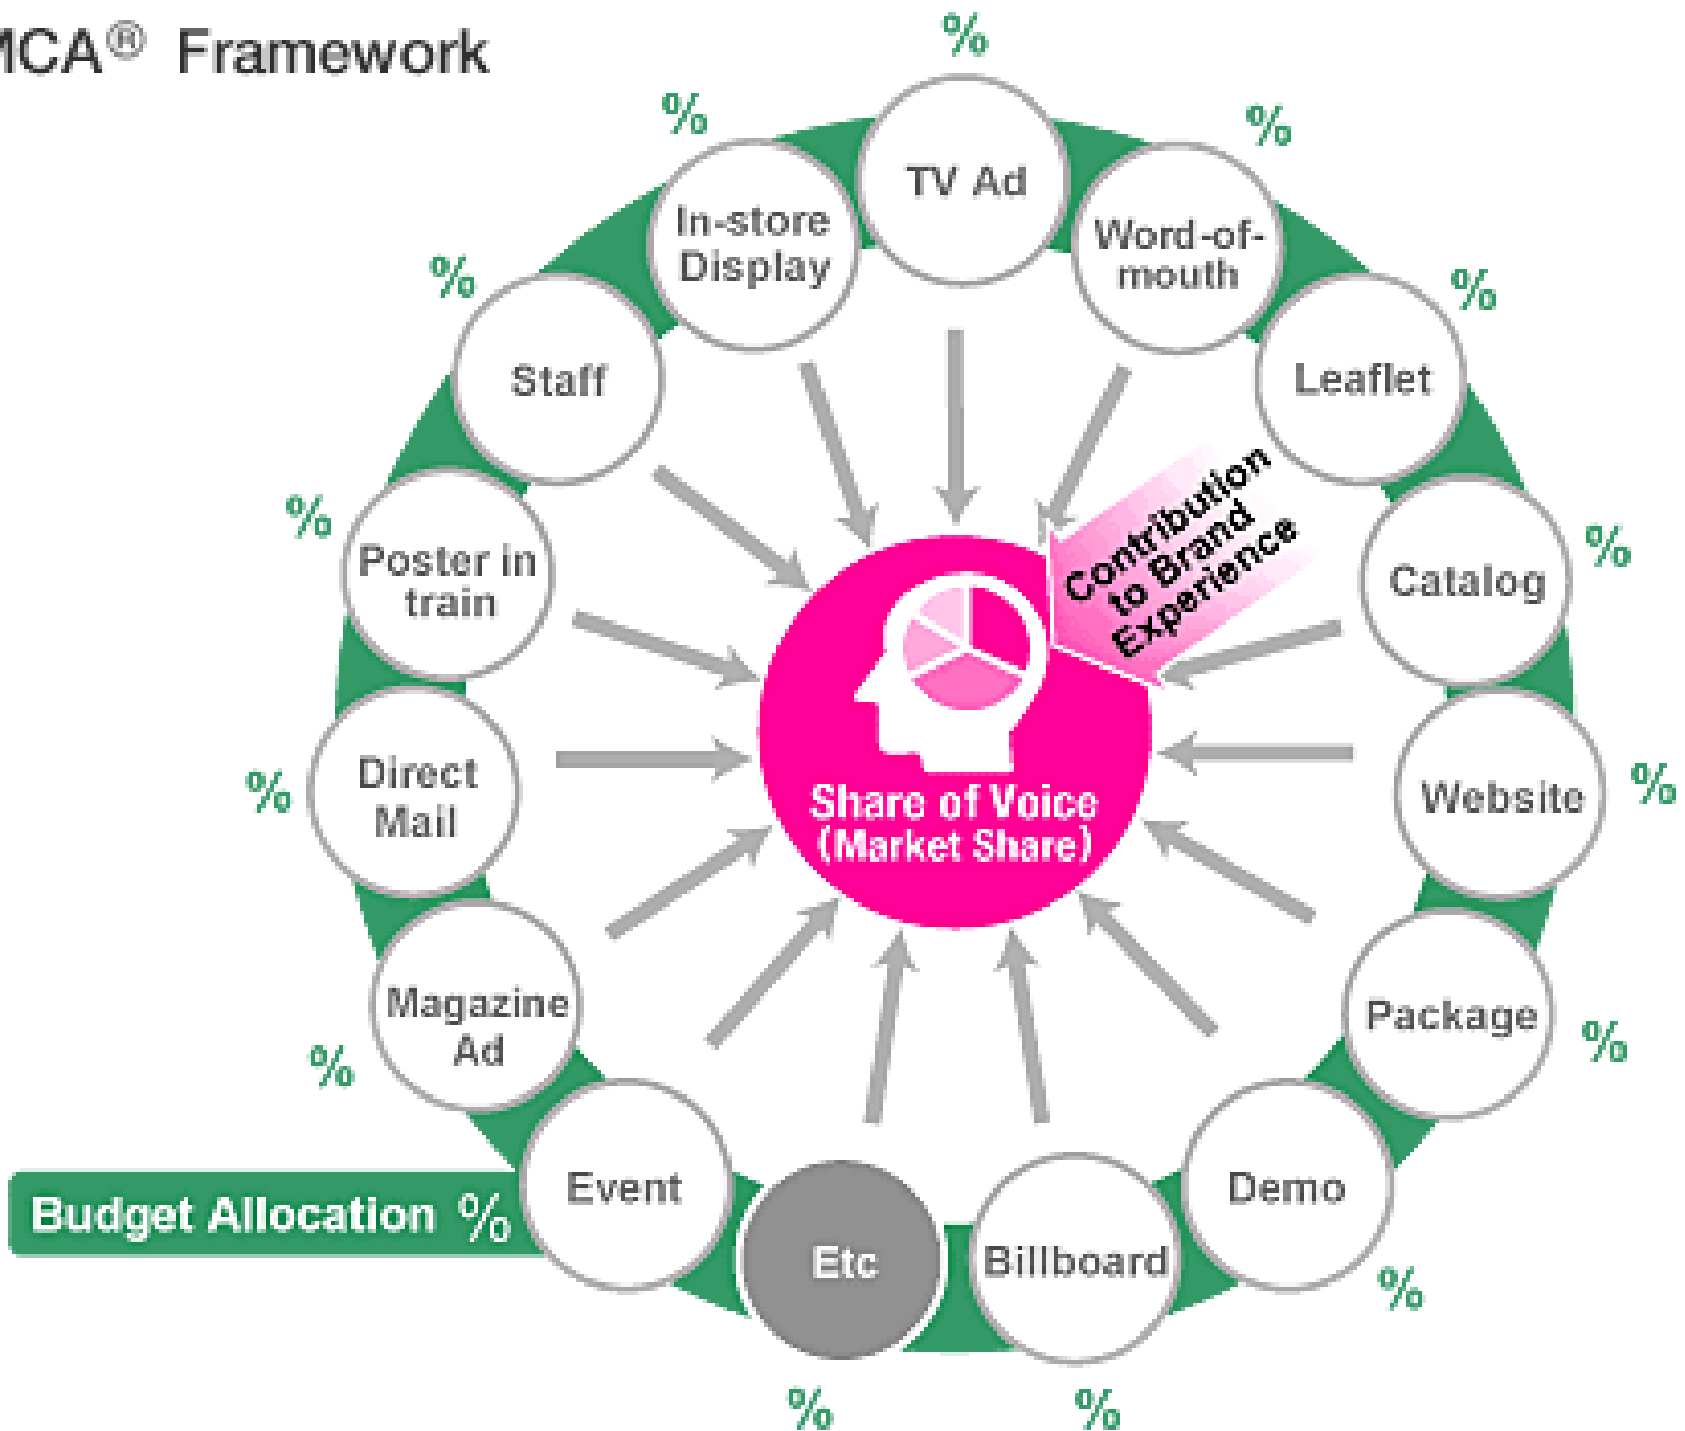 MCA® Framework
%
%
%
TV Ad
In-store
Display
Word-of-
mouth
%
%
Staff
Leaflet
Contribution
to Brand
Experience
%
%
Poster in
train
Catalog
Direct
Mail
%
Share of Voice
(Market Share)
Website
%
Magazine
Ad
Package
%
%
Event
Demo
Budget Allocation %
Etc
Billboard
%
%
%